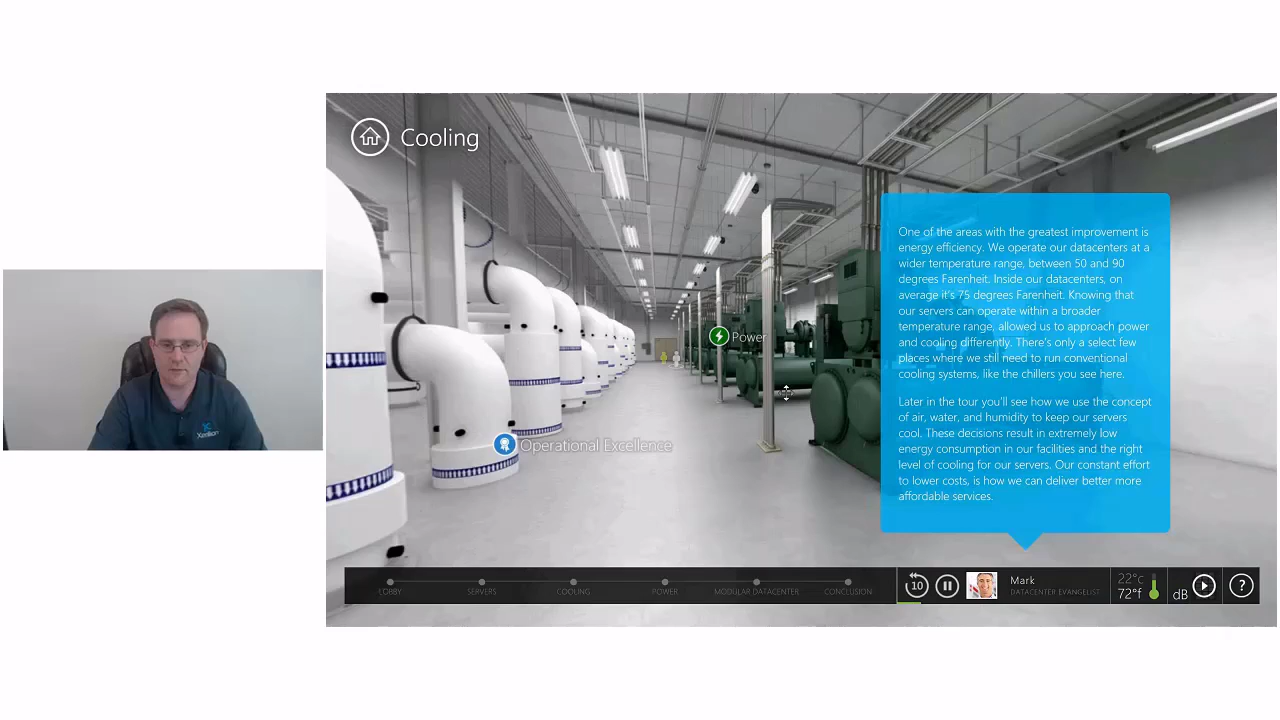 Cooling
One of the areas with the greatest improvement is
energy efficiency. We operate our datacenters at a
wider temperature range, between 50 and 90
degrees Farenheit. Inside our datacenters, on
average it's 75 degrees Farenheit. Knowing that
our servers can operate within a broader
temperature range, allowed us to approach power
and cooling differently. There's only a select few
places where we still need to run conventional
cooling systems, like the chillers you see here.
Later in the tour you'll see how we use the concept
of air, water, and humidity to keep our servers
cool. These decisions result in extremely low
energy consumption in our facilities and the right
level of cooling for our servers. Our constant effort
to lower costs, is how we can deliver better more
affordable services.
Power
Operational Excellence
Xentilion
LOBBY
SERVERS
COOLING
POWER
MODULAR DATACENTER
CONCLUSION
10
Mark
DATACENTER EVANGELIST
22°c
72°f
dB
?